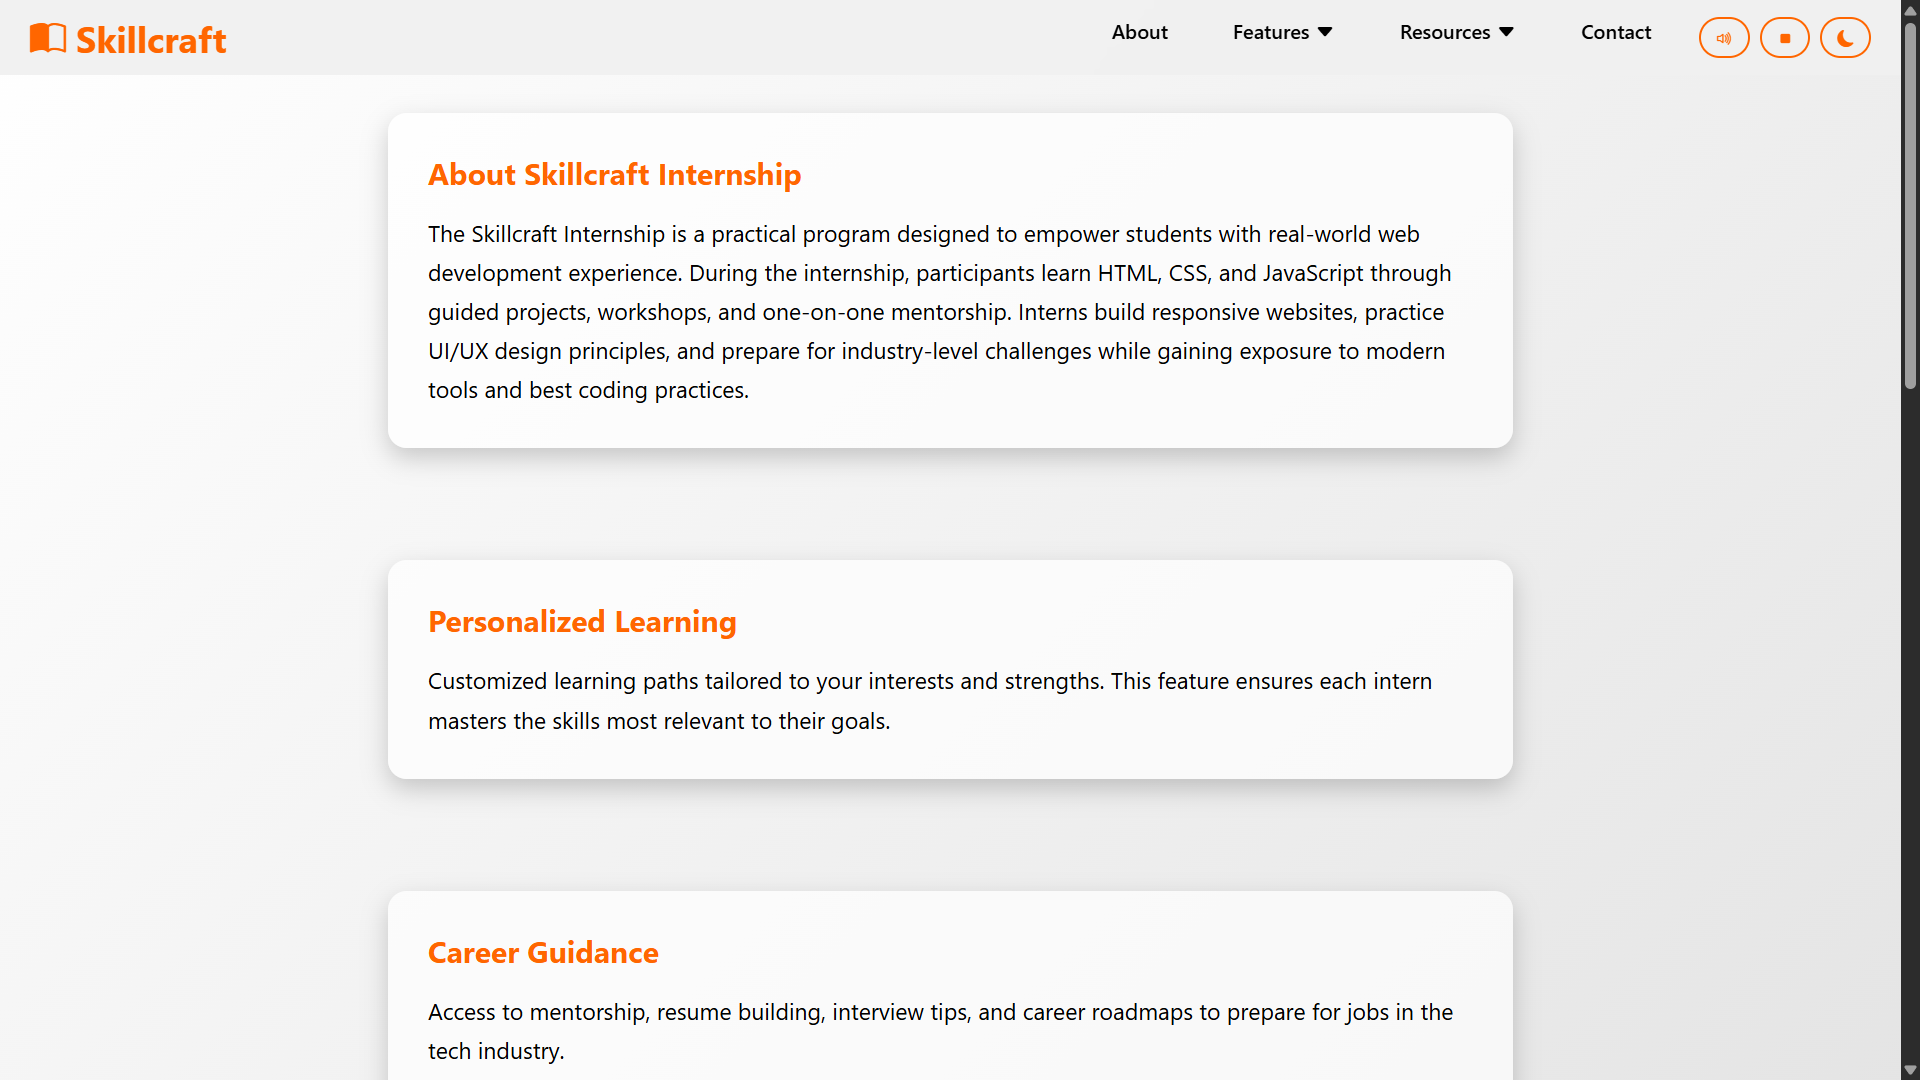 Skillcraft
About
Features
Resources
Contact
About Skillcraft Internship
The Skillcraft Internship is a practical program designed to empower students with real-world web
development experience. During the internship, participants learn HTML, CSS, and JavaScript through
guided projects, workshops, and one-on-one mentorship. Interns build responsive websites, practice
UI/UX design principles, and prepare for industry-level challenges while gaining exposure to modern
tools and best coding practices.
Personalized Learning
Customized learning paths tailored to your interests and strengths. This feature ensures each intern
masters the skills most relevant to their goals.
Career Guidance
Access to mentorship, resume building, interview tips, and career roadmaps to prepare for jobs in the
tech industry.